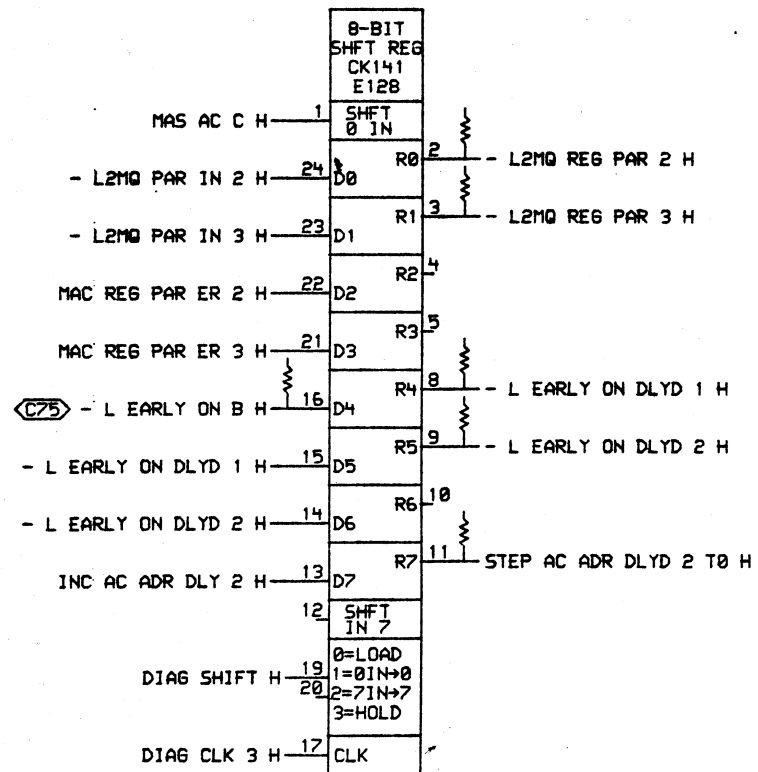 8-BIT
SHFT REG
CK141
E128
MAS AC C H 1 SHFT
0 IN
- L2MQ PAR IN 2 H 24 D0 R0 2 - L2MQ REG PAR 2 H
- L2MQ PAR IN 3 H 23 D1 R1 3 - L2MQ REG PAR 3 H
MAC REG PAR ER 2 H 22 D2 R2 4
MAC REG PAR ER 3 H 21 D3 R3 5
C75 - L EARLY ON B H 16 D4 R4 8 - L EARLY ON DLYD 1 H
- L EARLY ON DLYD 1 H 15 D5 R5 9 - L EARLY ON DLYD 2 H
- L EARLY ON DLYD 2 H 14 D6 R6 10
INC AC ADR DLY 2 H 13 D7 R7 11 STEP AC ADR DLYD 2 T0 H
12 SHFT
IN 7
0=LOAD
DIAG SHIFT H 19 1=0IN→0
20 2=7IN→7
3=HOLD
DIAG CLK 3 H 17 CLK